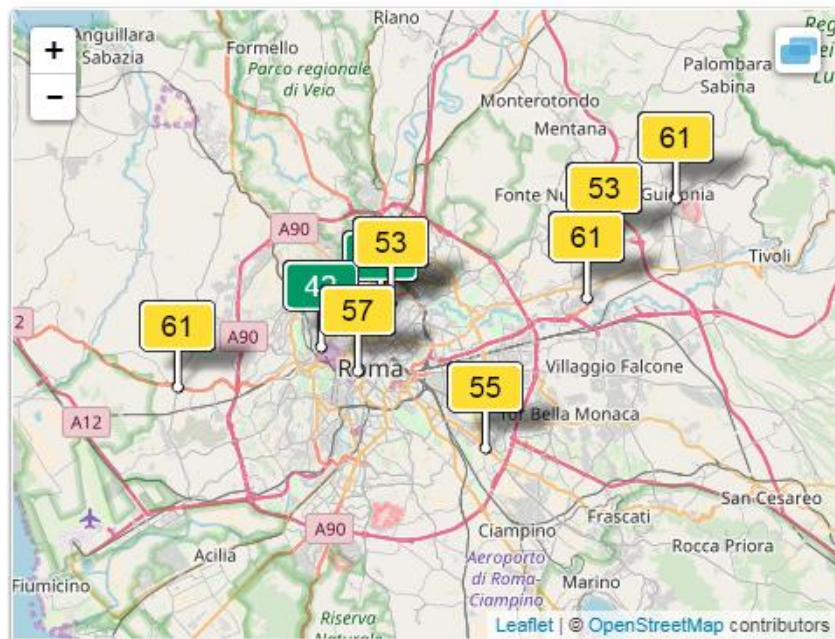 Riano
Anguillara
Sabazia
+
Formello
Parco regionale
di Veio
−
Palombara
Sabina
Monterotondo
Mentana
61
53
Fonte
A90
53
61
Tivoli
57
61
A90
Roma
Villaggio Falcone
55
Tor Bella Monaca
A12
San Cesareo
Frascati
A90
Ciampino
Acilia
Rocca Priora
Aeroporto
di Roma-
Ciampino
Fiumicino
Marino
Riserva
Leaflet | © OpenStreetMap contributors